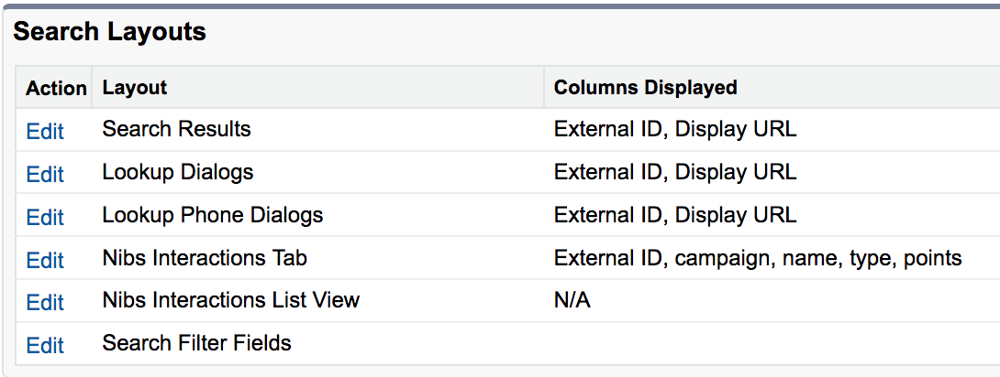 Search Layouts
Action Layout Columns Displayed
Edit Search Results External ID, Display URL
Edit Lookup Dialogs External ID, Display URL
Edit Lookup Phone Dialogs External ID, Display URL
Edit Nibs Interactions Tab External ID, campaign, name, type, points
Edit Nibs Interactions List View N/A
Edit Search Filter Fields